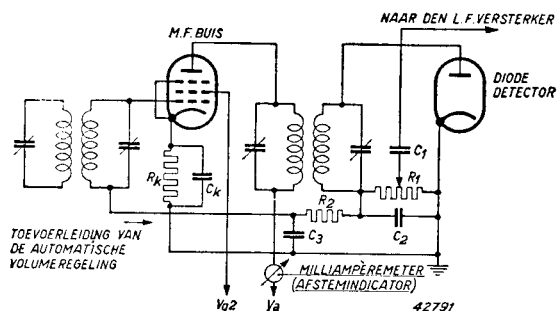 NAAR DEN L.F. VERSTERKER
M.F. BUIS
DIODE
DETECTOR
C1
R1
Rk
Ck
R2
C2
C3
TOEVOERLEIDING VAN
DE AUTOMATISCHE
VOLUMEREGELING
MILLIAMPÈREMETER
(AFSTEMINDICATOR)
Vg2
Va
42791